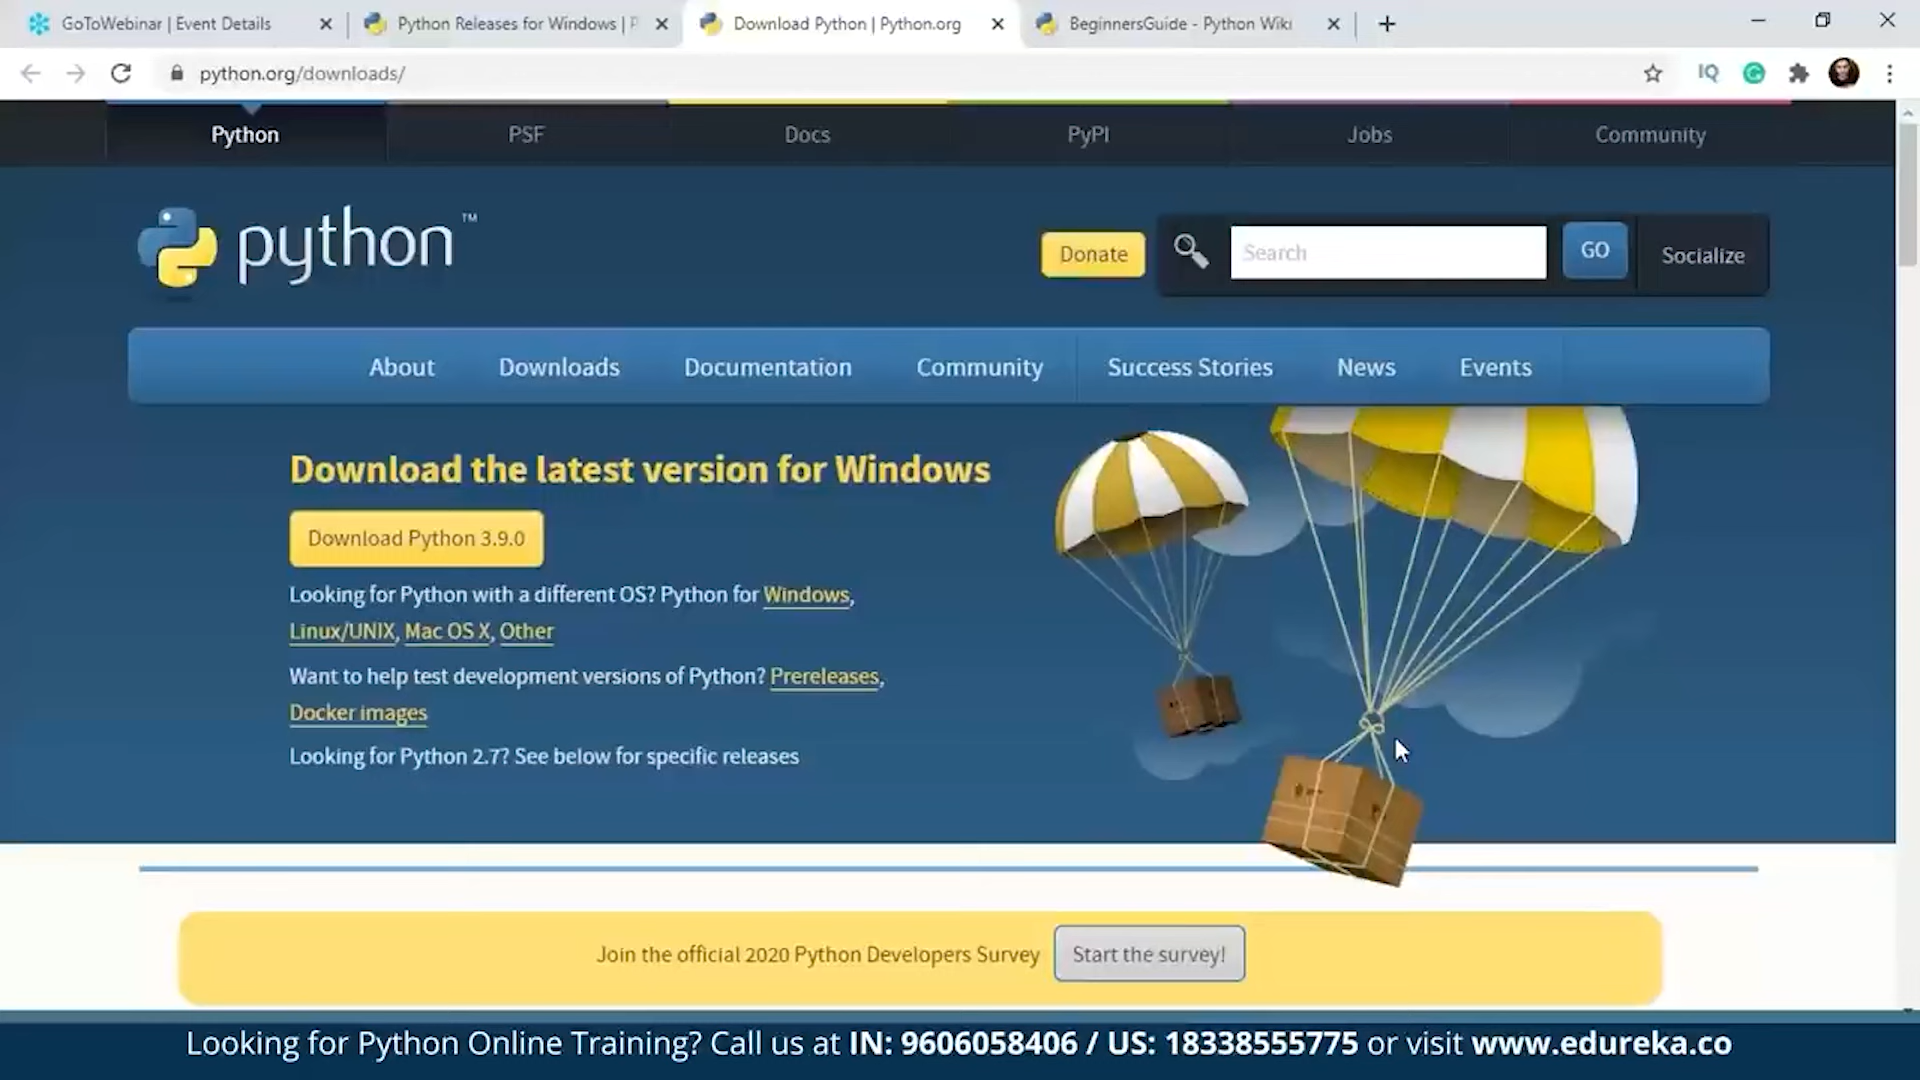 GoToWebinar | Event Details
Python Releases for Windows | P
Download Python | Python.org
BeginnersGuide - Python Wiki
python.org/downloads/
IQ
Python
PSF
Docs
PyPI
Jobs
Community
python™
Donate
Search
GO
Socialize
About
Downloads
Documentation
Community
Success Stories
News
Events
Download the latest version for Windows
Download Python 3.9.0
Looking for Python with a different OS? Python for Windows,
Linux/UNIX, Mac OS X, Other
Want to help test development versions of Python? Prereleases,
Docker images
Looking for Python 2.7? See below for specific releases
Join the official 2020 Python Developers Survey
Start the survey!
Looking for Python Online Training? Call us at IN: 9606058406 / US: 18338555775 or visit www.edureka.co